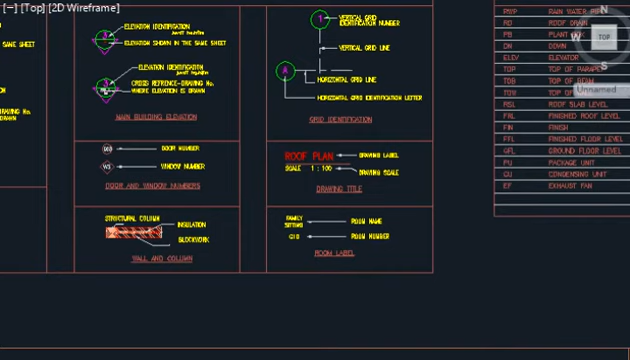 [−] [Top] [2D Wireframe]
SAME SHEET
ELEVATION IDENTIFICATION
ELEVATION SHOWN IN THE SAME SHEET
ELEVATION IDENTIFICATION
CROSS REFRENCE-DRAWING No.
WHERE ELEVATION IS DRAWN
MAIN BUILDING ELEVATION
1
VERTICAL GRID
IDENTIFICATION NUMBER
VERTICAL GRID LINE
A
HORIZONTAL GRID LINE
HORIZONTAL GRID IDENTIFICATION LETTER
GRID IDENTIFICATION
DOOR NUMBER
WINDOW NUMBER
DOOR AND WINDOW NUMBERS
ROOF PLAN
DRAWING LABEL
SCALE 1 : 100
DRAWING SCALE
DRAWING TITLE
STRUCTURAL COLUMN
INSULATION
BLOCKWORK
WALL AND COLUMN
FAMILY
SITTING
ROOM NAME
G10
ROOM NUMBER
ROOM LABEL
RWP RAIN WATER PIPE
RD ROOF DRAIN
PB
DN DOWN
ELEV ELEVATOR
TOP TOP OF PARAPET
TOB TOP OF BEAM
RSL ROOF SLAB LEVEL
FRL FINISHED ROOF LEVEL
FIN FINISH
FFL FINISHED FLOOR LEVEL
GFL GROUND FLOOR LEVEL
PU PACKAGE UNIT
CU CONDENSING UNIT
EF EXHAUST FAN
N
W
TOP
S
Unnamed